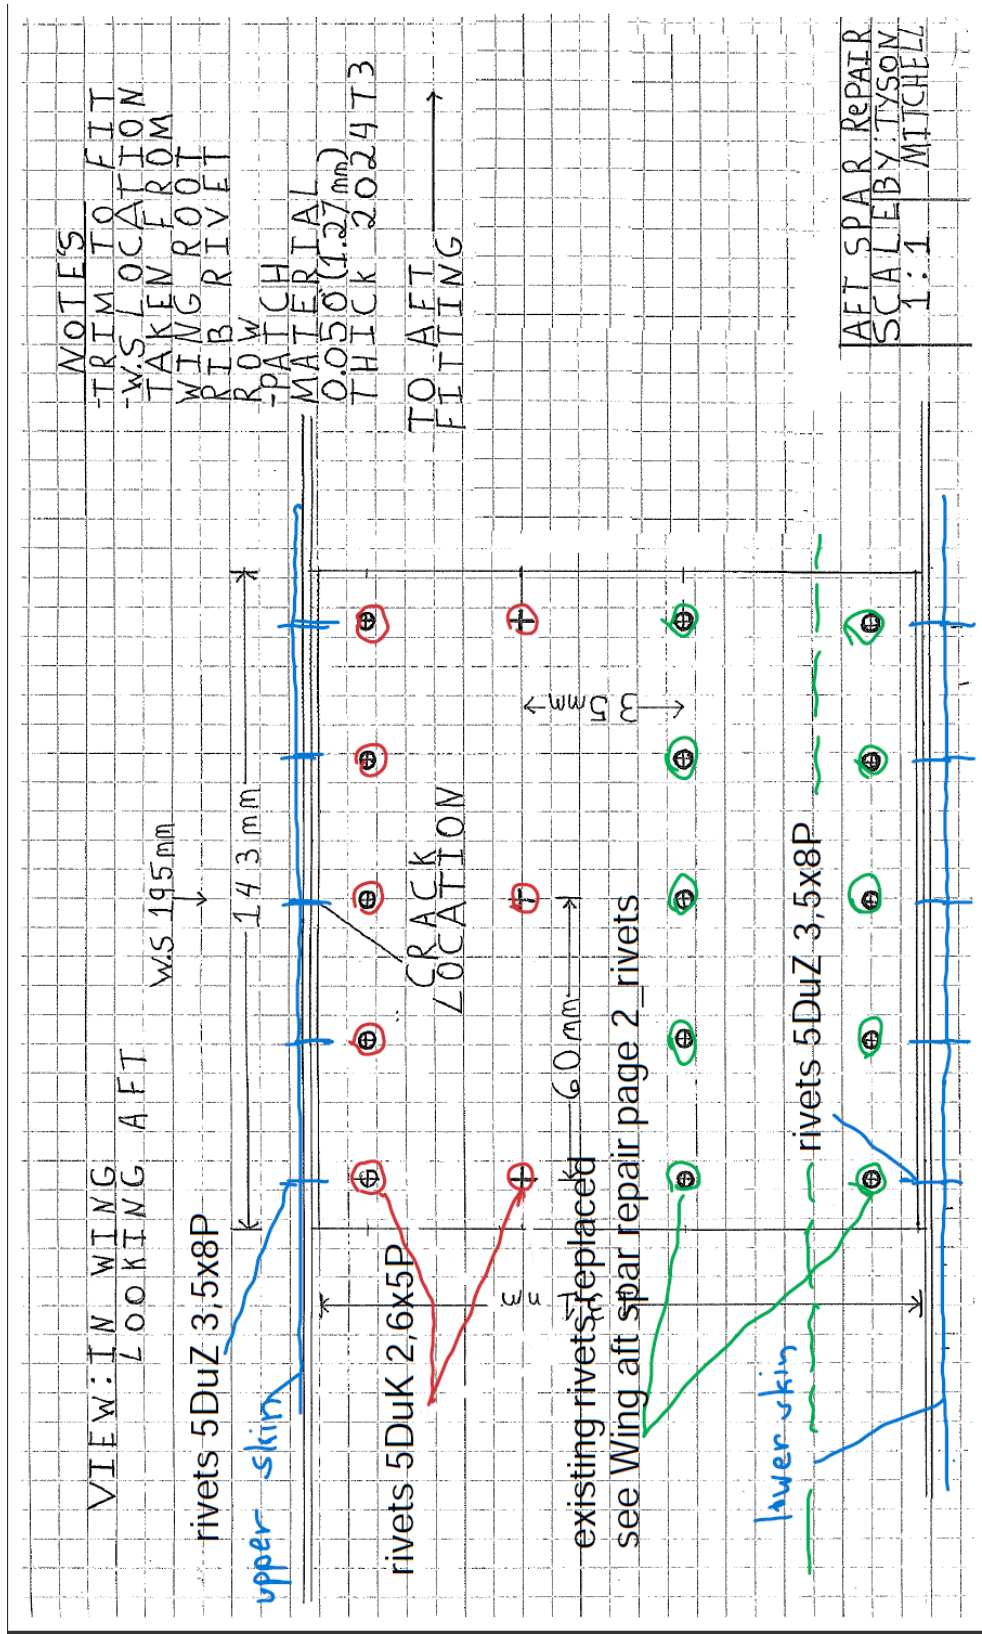 VIEW: IN WING
LOOKING AFT
W.S 195mm
NOTES
-TRIM TO FIT
-W.S LOCATION
TAKEN FROM
WING ROOT
RIB RIVET
ROW
-PATCH
MATERIAL
0.050 (1.27mm)
THICK 2024 T3
TO AFT
FITTING
rivets 5DuZ 3,5x8P
143mm
upper skin
CRACK
LOCATION
rivets 5DuK 2,6x5P
35mm
60mm
existing rivets replaced
see Wing aft spar repair page 2_rivets
rivets 5DuZ 3,5x8P
lower skin
AFT SPAR RePAIR
SCALE BY:TYSON
1:1 MITCHELL